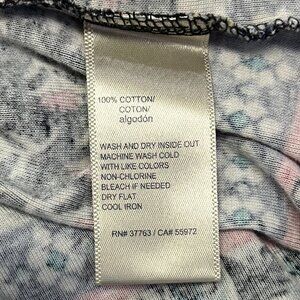 100% COTTON/
COTON/
algodón
WASH AND DRY INSIDE OUT
MACHINE WASH COLD
WITH LIKE COLORS
NON-CHLORINE
BLEACH IF NEEDED
DRY FLAT
COOL IRON
RN# 37763 / CA# 55972